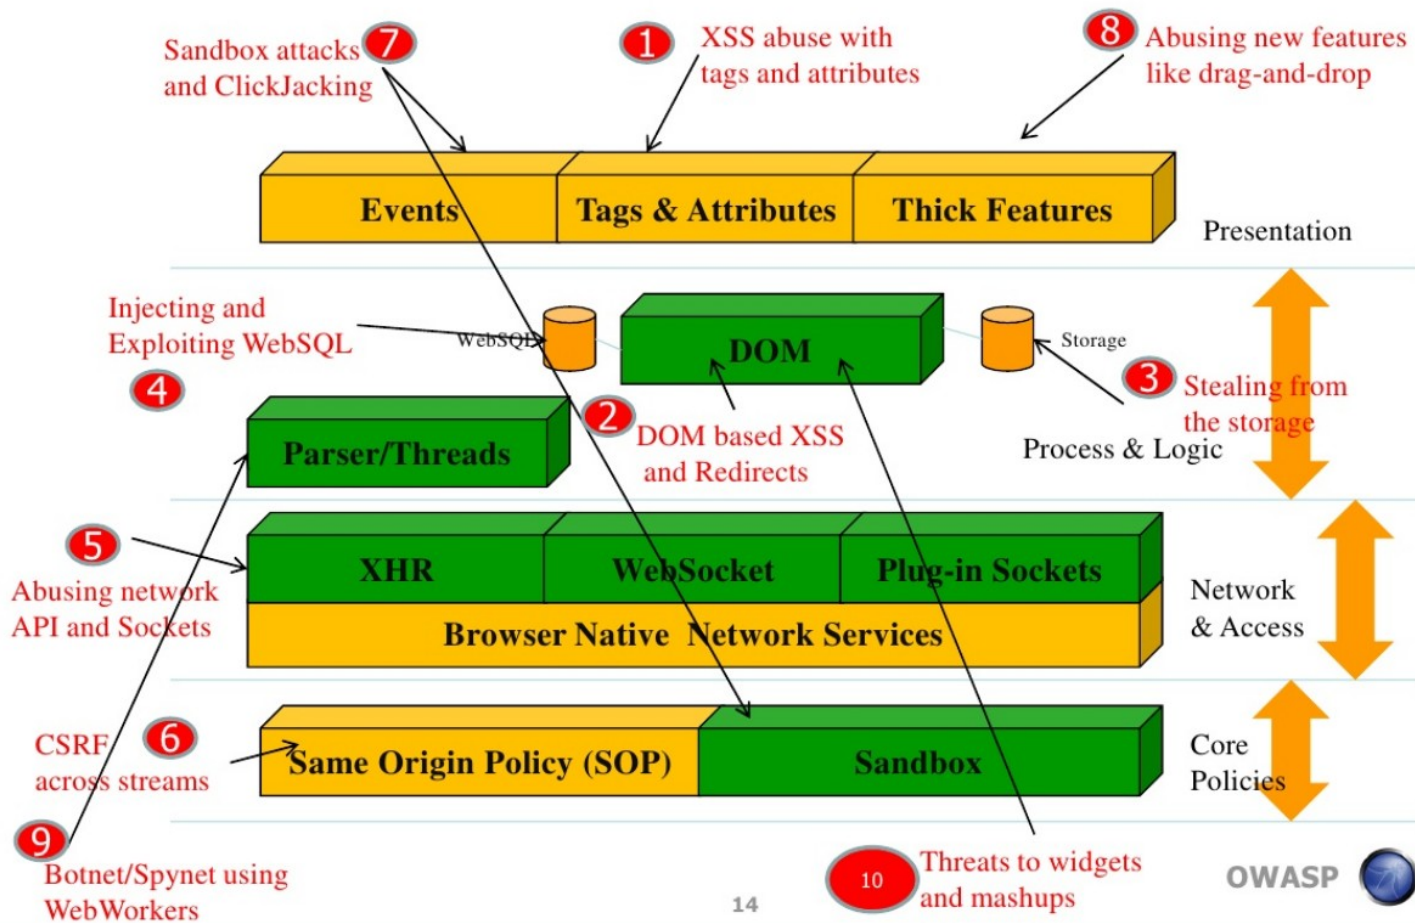 7
Sandbox attacks
and ClickJacking
1
XSS abuse with
tags and attributes
8
Abusing new features
like drag-and-drop
Events
Tags & Attributes
Thick Features
Presentation
Injecting and
Exploiting WebSQL
4
WebSQL
DOM
Storage
3
Stealing from
the storage
2
DOM based XSS
and Redirects
Process & Logic
Parser/Threads
5
Abusing network
API and Sockets
XHR
WebSocket
Plug-in Sockets
Browser Native Network Services
Network
& Access
6
CSRF
across streams
Same Origin Policy (SOP)
Sandbox
Core
Policies
9
Botnet/Spynet using
WebWorkers
14
10
Threats to widgets
and mashups
OWASP